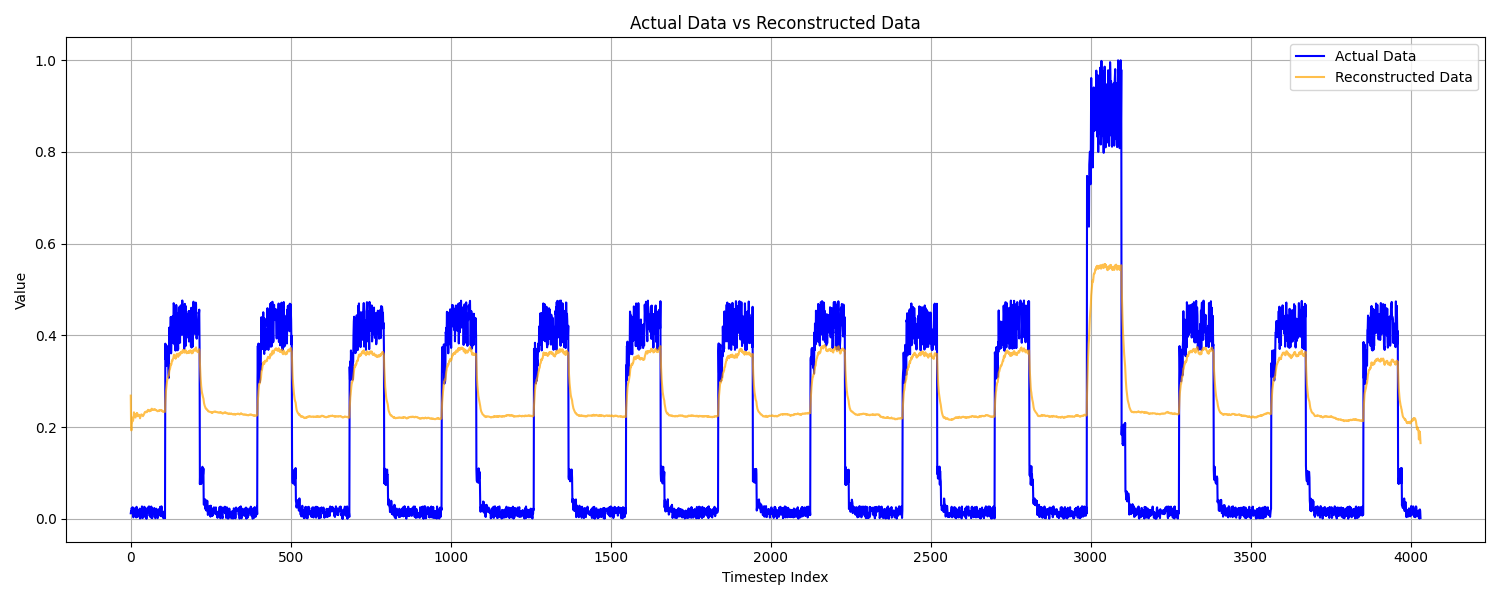 Actual Data vs Reconstructed Data
Actual Data
Reconstructed Data
Value
1.0
0.8
0.6
0.4
0.2
0.0
0 500 1000 1500 2000 2500 3000 3500 4000
Timestep Index